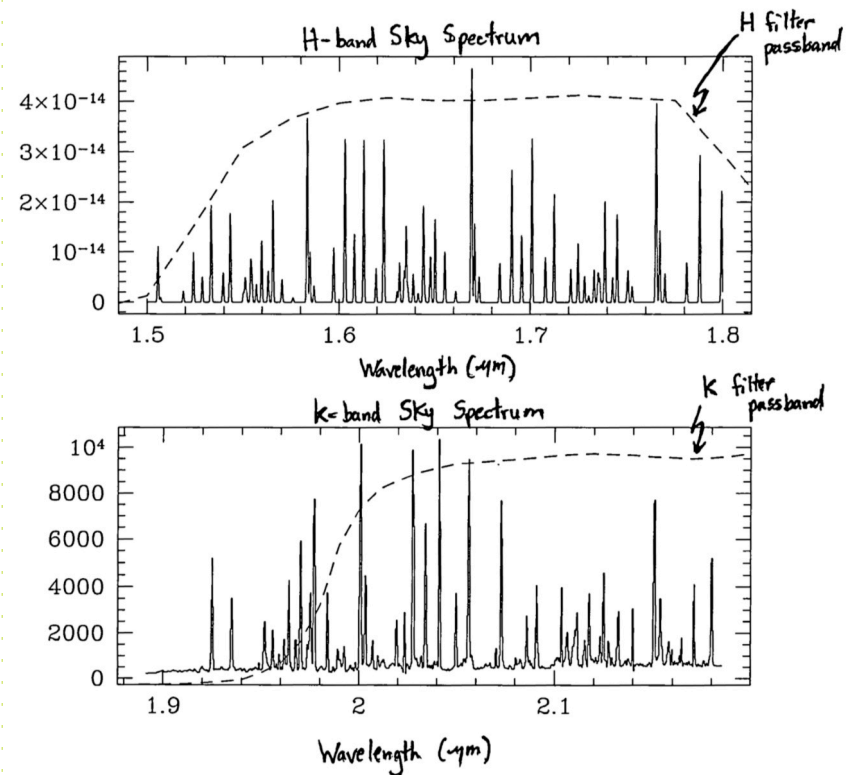 H-band Sky Spectrum
H filter
passband
4×10⁻¹⁴
3×10⁻¹⁴
2×10⁻¹⁴
10⁻¹⁴
0
1.5 1.6 1.7 1.8
Wavelength (μm)
K-band Sky Spectrum
K filter
passband
10⁴
8000
6000
4000
2000
0
1.9 2 2.1
Wavelength (μm)